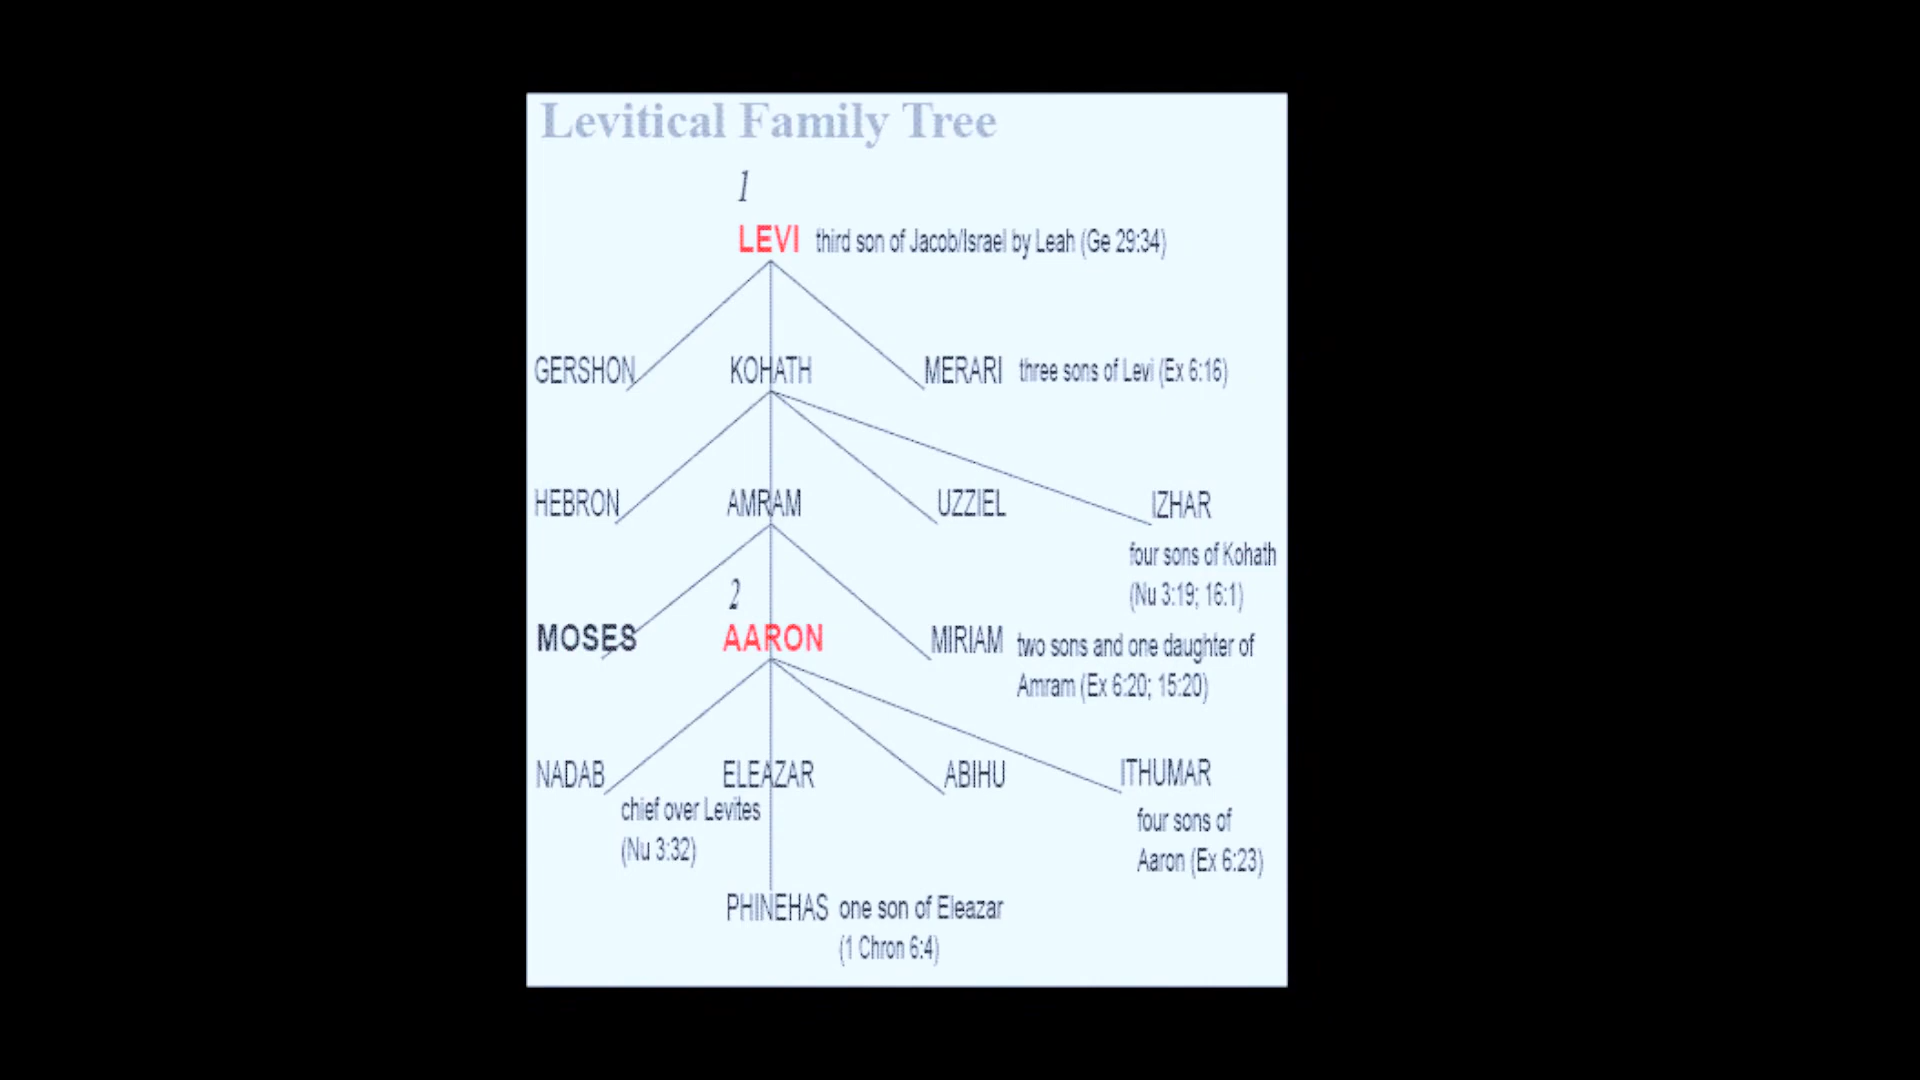 Levitical Family Tree
1
LEVI third son of Jacob/Israel by Leah (Ge 29:34)
GERSHON KOHATH MERARI three sons of Levi (Ex 6:16)
HEBRON AMRAM UZZIEL IZHAR
four sons of Kohath
(Nu 3:19; 16:1)
2
MOSES AARON MIRIAM two sons and one daughter of
Amram (Ex 6:20; 15:20)
NADAB ELEAZAR ABIHU ITHUMAR
chief over Levites
(Nu 3:32)
four sons of
Aaron (Ex 6:23)
PHINEHAS one son of Eleazar
(1 Chron 6:4)